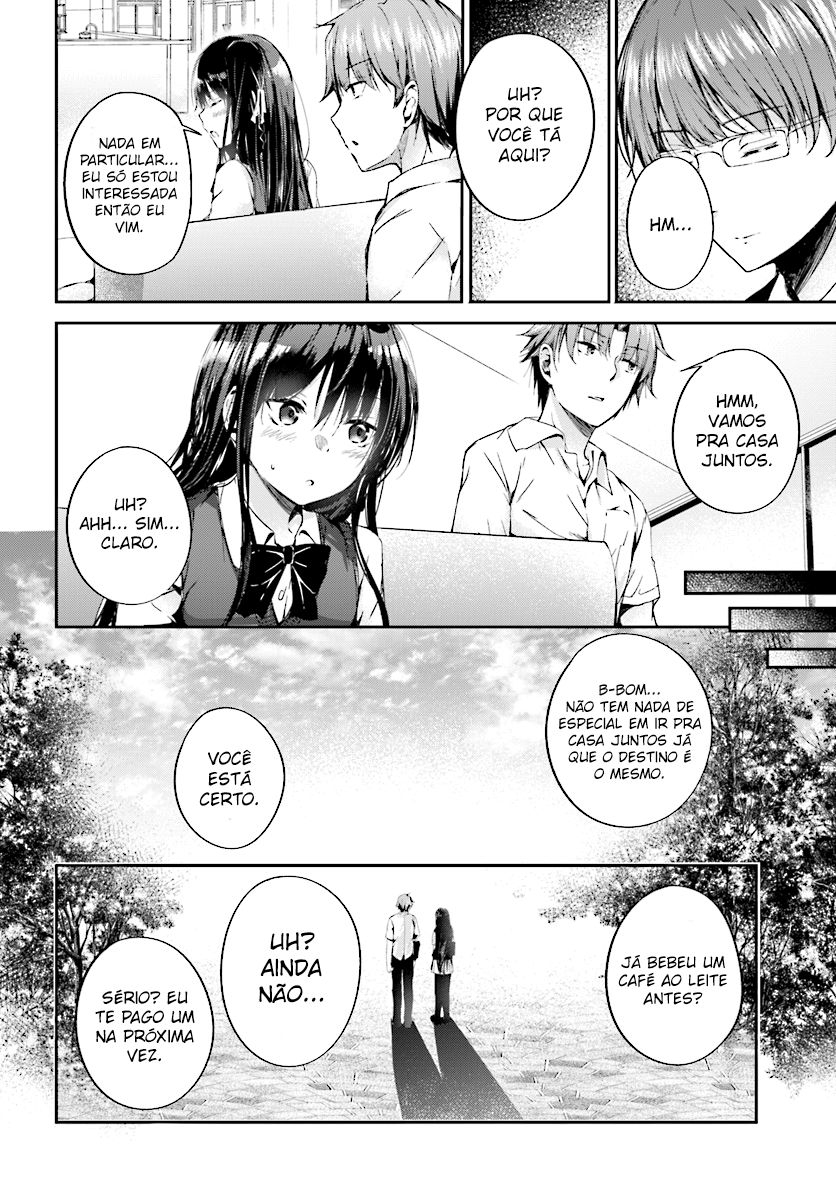 HM...
UH?
POR QUE
VOCÊ TÁ
AQUI?
NADA EM
PARTICULAR...
EU SÓ ESTOU
INTERESSADA
ENTÃO EU
VIM.
HMM,
VAMOS
PRA CASA
JUNTOS.
UH?
AHH... SIM...
CLARO.
B-BOM...
NÃO TEM NADA DE
ESPECIAL EM IR PRA
CASA JUNTOS JÁ
QUE O DESTINO É
O MESMO.
VOCÊ
ESTÁ
CERTO.
JÁ BEBEU UM
CAFÉ AO LEITE
ANTES?
UH?
AINDA
NÃO...
SÉRIO? EU
TE PAGO UM
NA PRÓXIMA
VEZ.